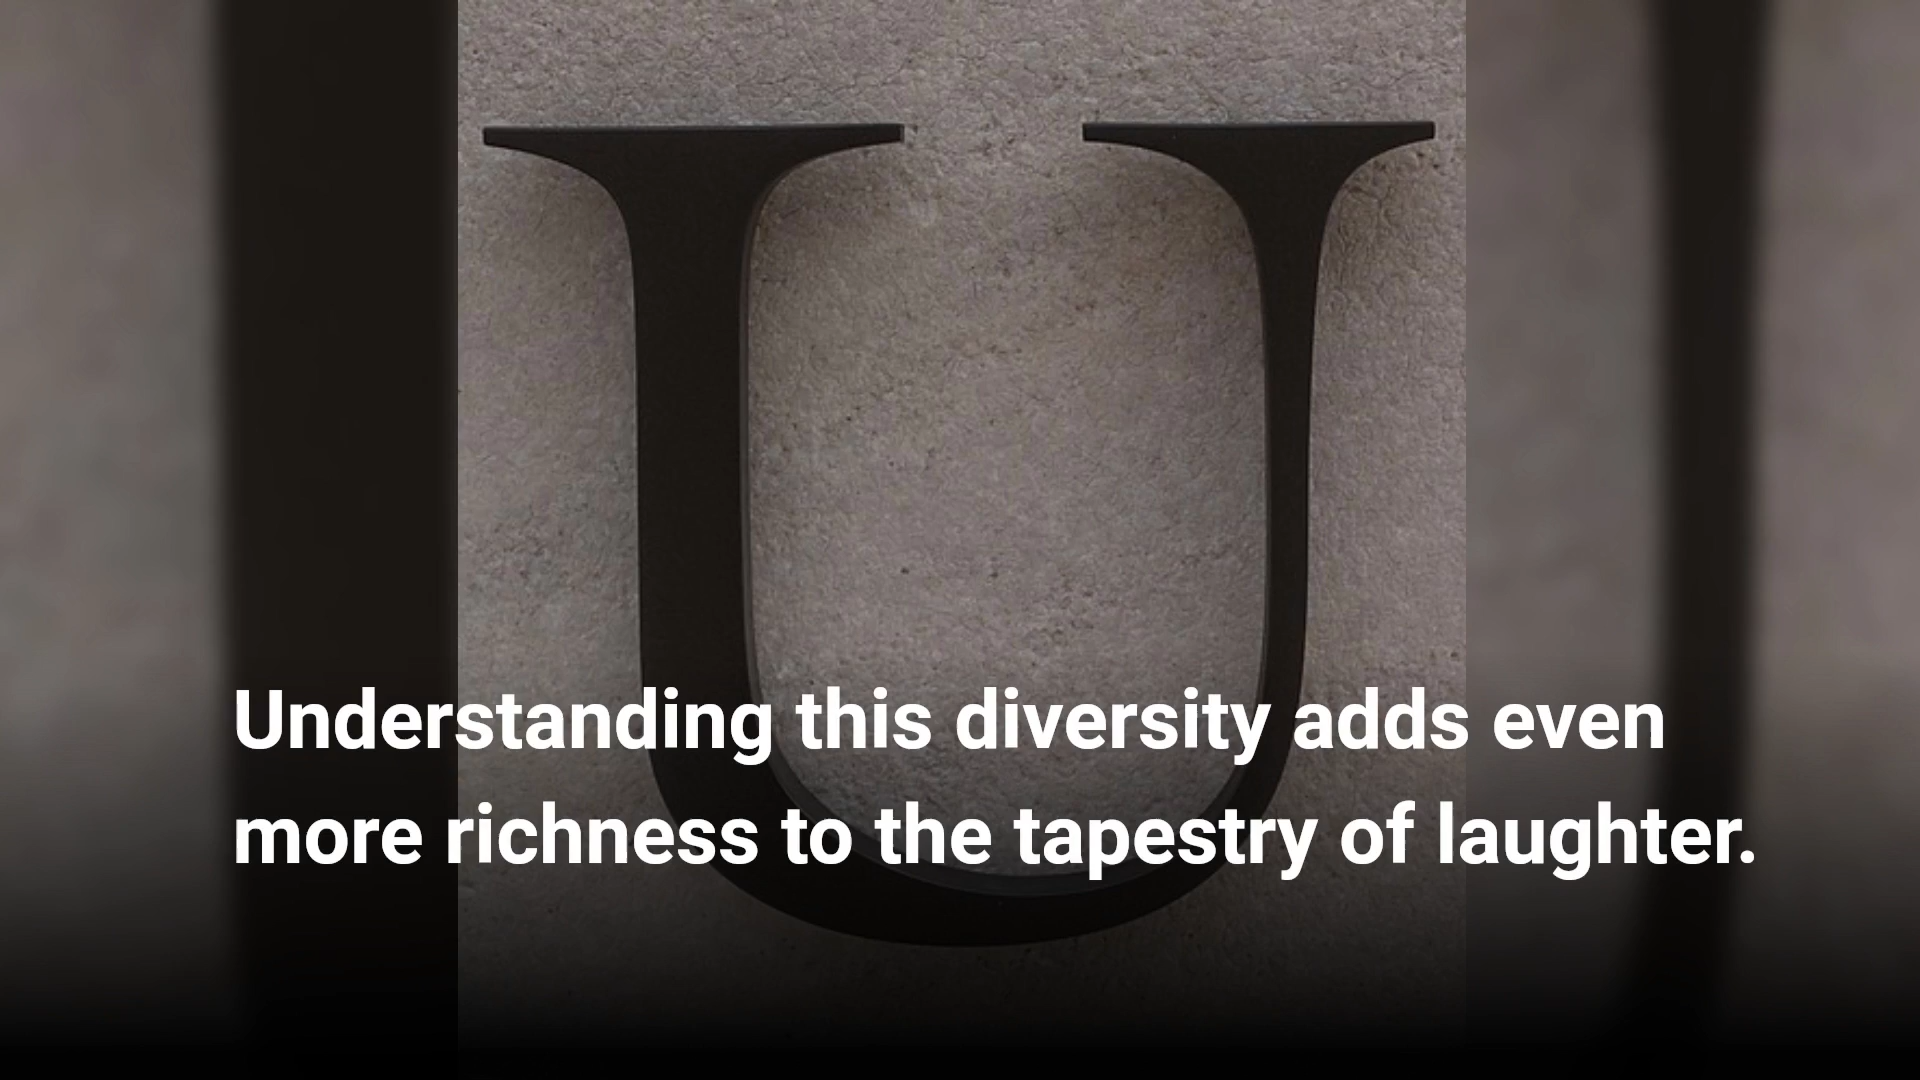 U
Understanding this diversity adds even
more richness to the tapestry of laughter.